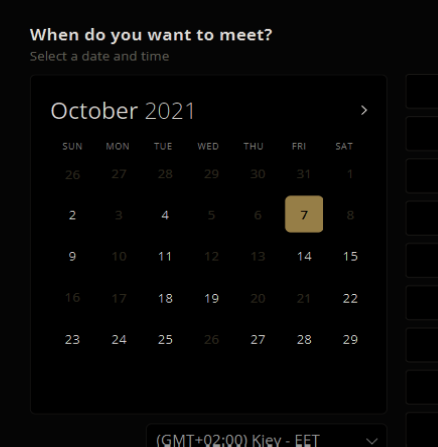 When do you want to meet?
Select a date and time
October 2021
SUN MON TUE WED THU FRI SAT
26 27 28 29 30 31 1
2 3 4 5 6 7 8
9 10 11 12 13 14 15
16 17 18 19 20 21 22
23 24 25 26 27 28 29
(GMT+02:00) Kiev - EET